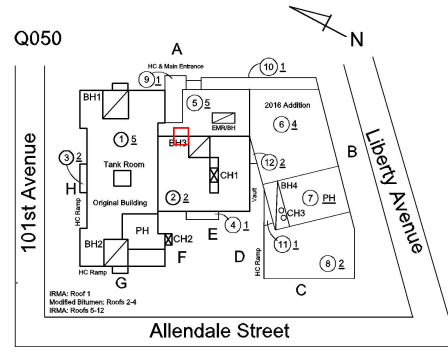 Q050
A
N
HC & Main Entrance
9 1
10 1
BH1
5 5
EMR/BH
2016 Addition
6 4
1 5
BH3
B
101st Avenue
Liberty Avenue
3 2
Tank Room
12 2
CH1
H
HC Ramp
Original Building
2 2
Vault
BH4
7 PH
CH3
4 1
E
PH
CH2
BH2
F
D
HC Ramp
11 1
8 2
HC Ramp
G
C
IRMA: Roof 1
Modified Bitumen: Roofs 2-4
IRMA: Roofs 5-12
Allendale Street